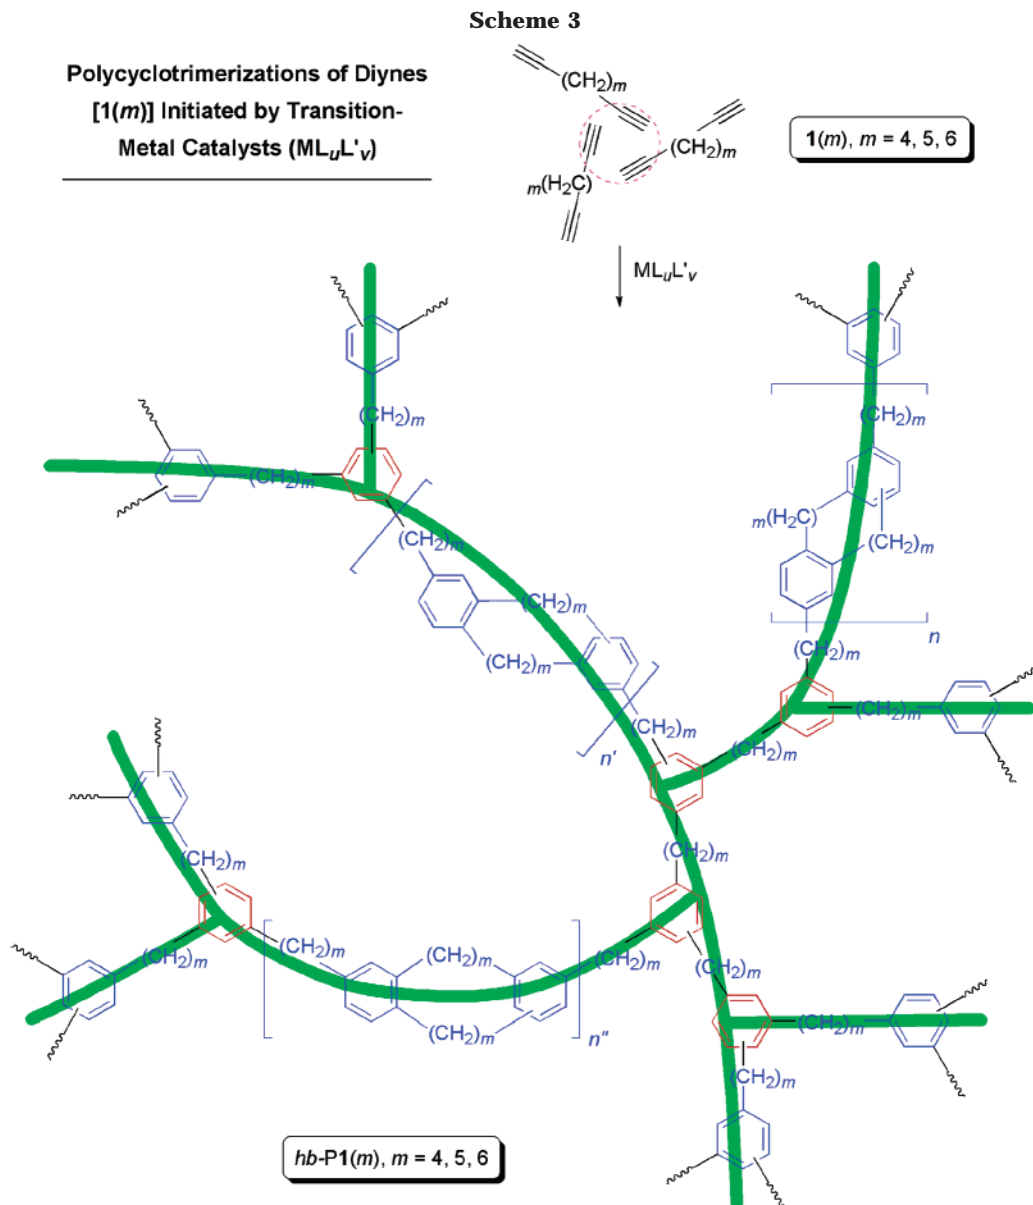 Scheme 3
Polycyclotrimerizations of Diynes
[1(m)] Initiated by Transition-
Metal Catalysts (MLuL'v)
(CH2)m
(CH2)m
m(H2C)
1(m), m = 4, 5, 6
MLuL'v
(CH2)m
(CH2)m
(CH2)m
(CH2)m
m(H2C)
(CH2)m
(CH2)m
(CH2)m
n
(CH2)m
(CH2)m
(CH2)m
(CH2)m
n'
(CH2)m
(CH2)m
(CH2)m
(CH2)m
(CH2)m
(CH2)m
(CH2)m
(CH2)m
(CH2)m
(CH2)m
n"
(CH2)m
hb-P1(m), m = 4, 5, 6